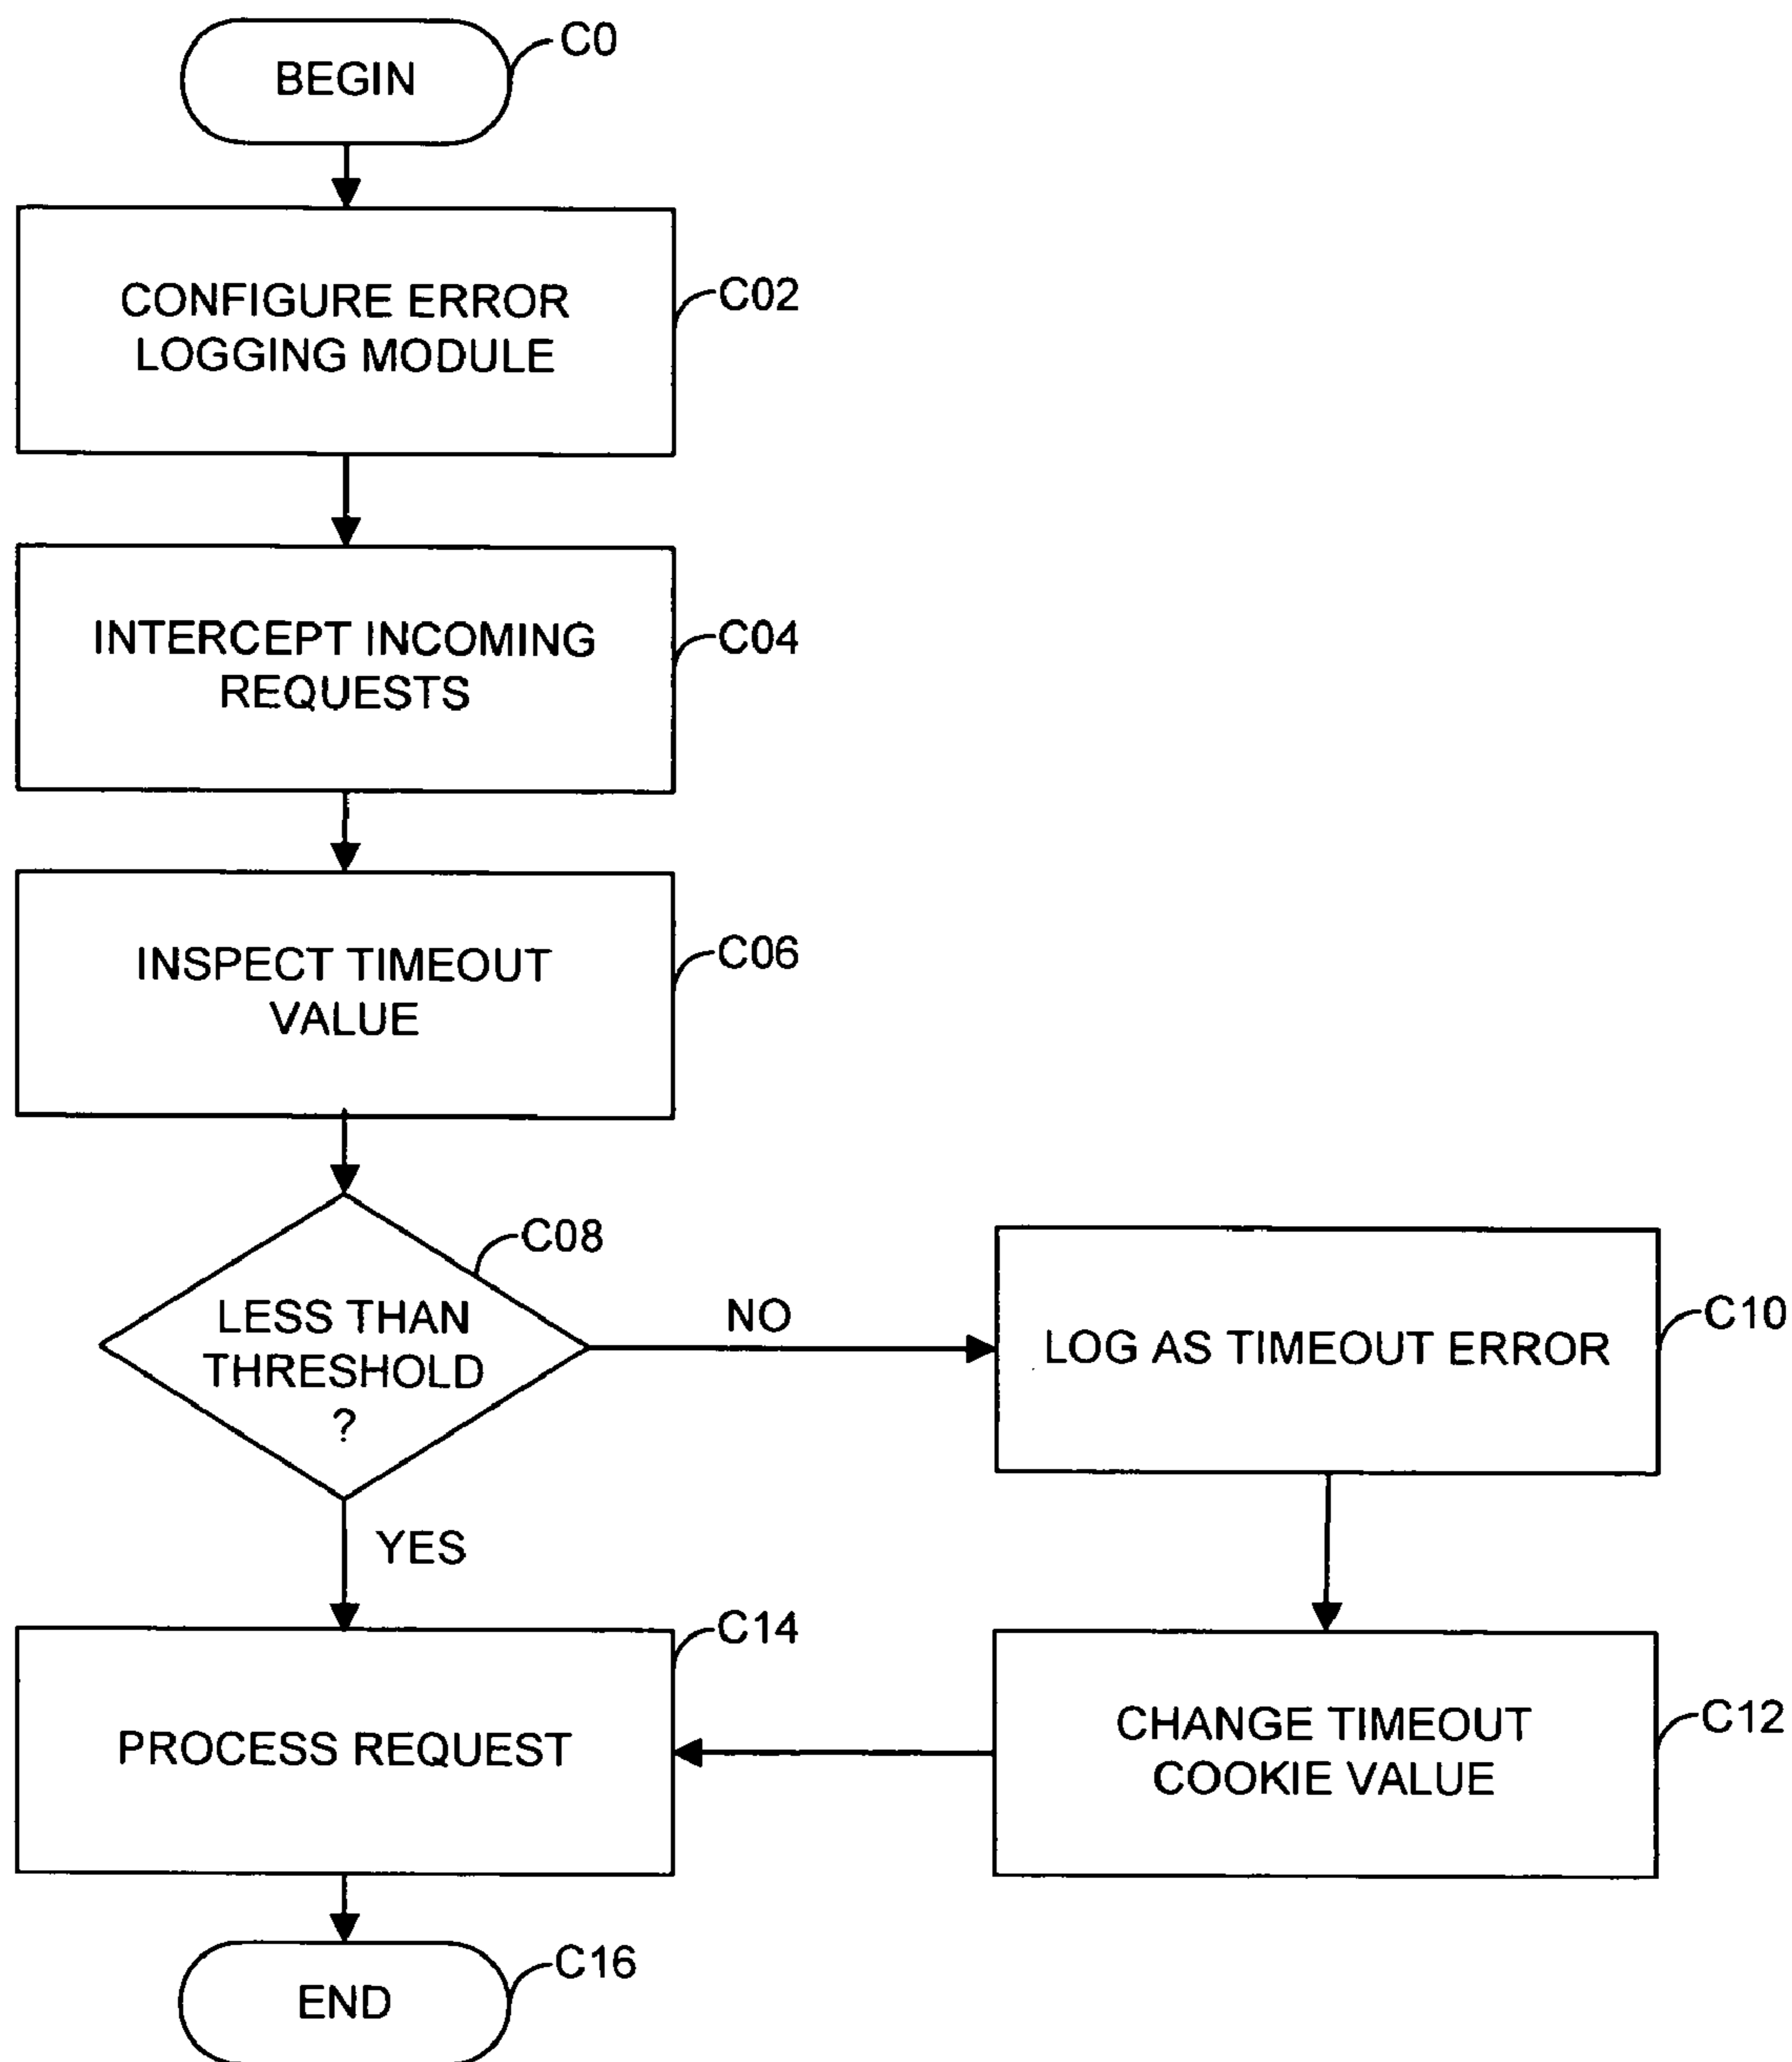 BEGIN
C0
CONFIGURE ERROR
LOGGING MODULE
C02
INTERCEPT INCOMING
REQUESTS
C04
INSPECT TIMEOUT
VALUE
C06
C08
LESS THAN
THRESHOLD
?
NO
LOG AS TIMEOUT ERROR
C10
YES
CHANGE TIMEOUT
COOKIE VALUE
C12
PROCESS REQUEST
C14
END
C16